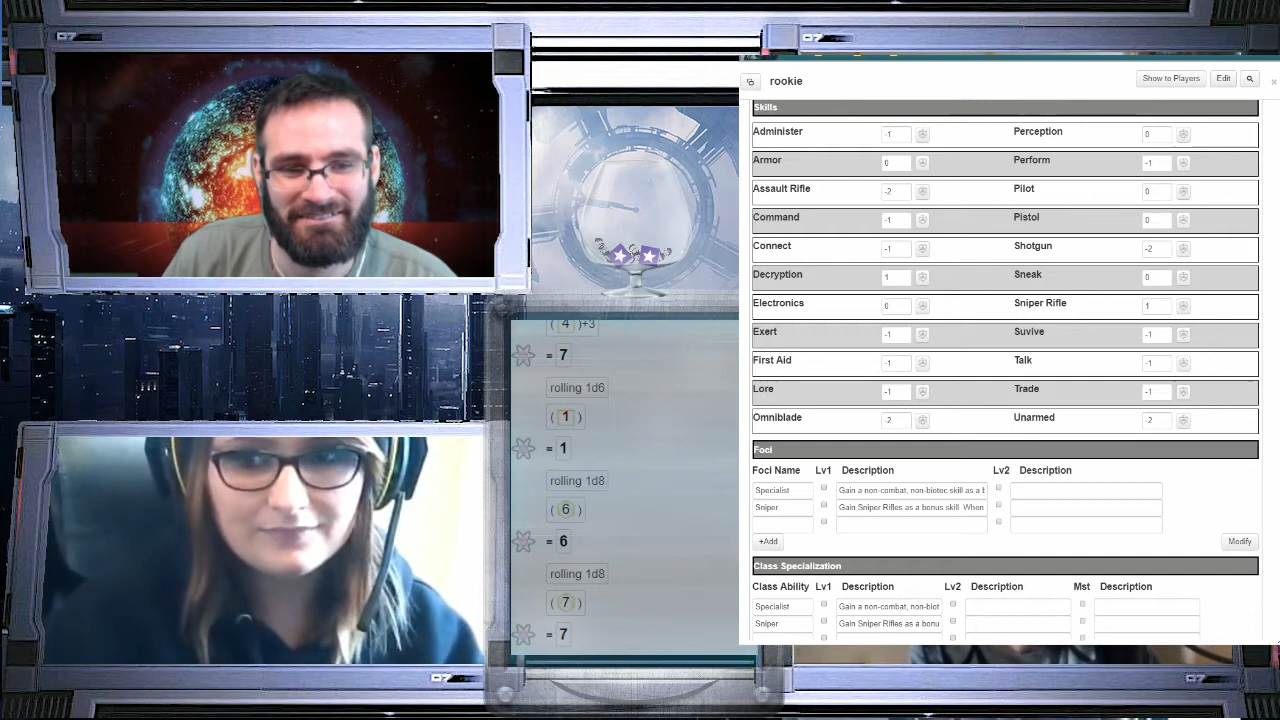 rookie
Show to Players Edit
Skills
Administer -1 Perception 0
Armor 0 Perform -1
Assault Rifle -2 Pilot 0
Command -1 Pistol 0
Connect -1 Shotgun -2
Decryption 1 Sneak 0
Electronics 0 Sniper Rifle 1
Exert -1 Suvive -1
First Aid -1 Talk -1
Lore -1 Trade -1
Omniblade -2 Unarmed -2
Foci
Foci Name Lv1 Description Lv2 Description
Specialist Gain a non-combat, non-biotec skill as a b
Sniper Gain Sniper Rifles as a bonus skill. When
+Add Modify
Class Specialization
Class Ability Lv1 Description Lv2 Description Mst Description
Specialist Gain a non-combat, non-biot
Sniper Gain Sniper Rifles as a bonu
(4)+3
= 7
rolling 1d6
(1)
= 1
rolling 1d8
(6)
= 6
rolling 1d8
(7)
= 7